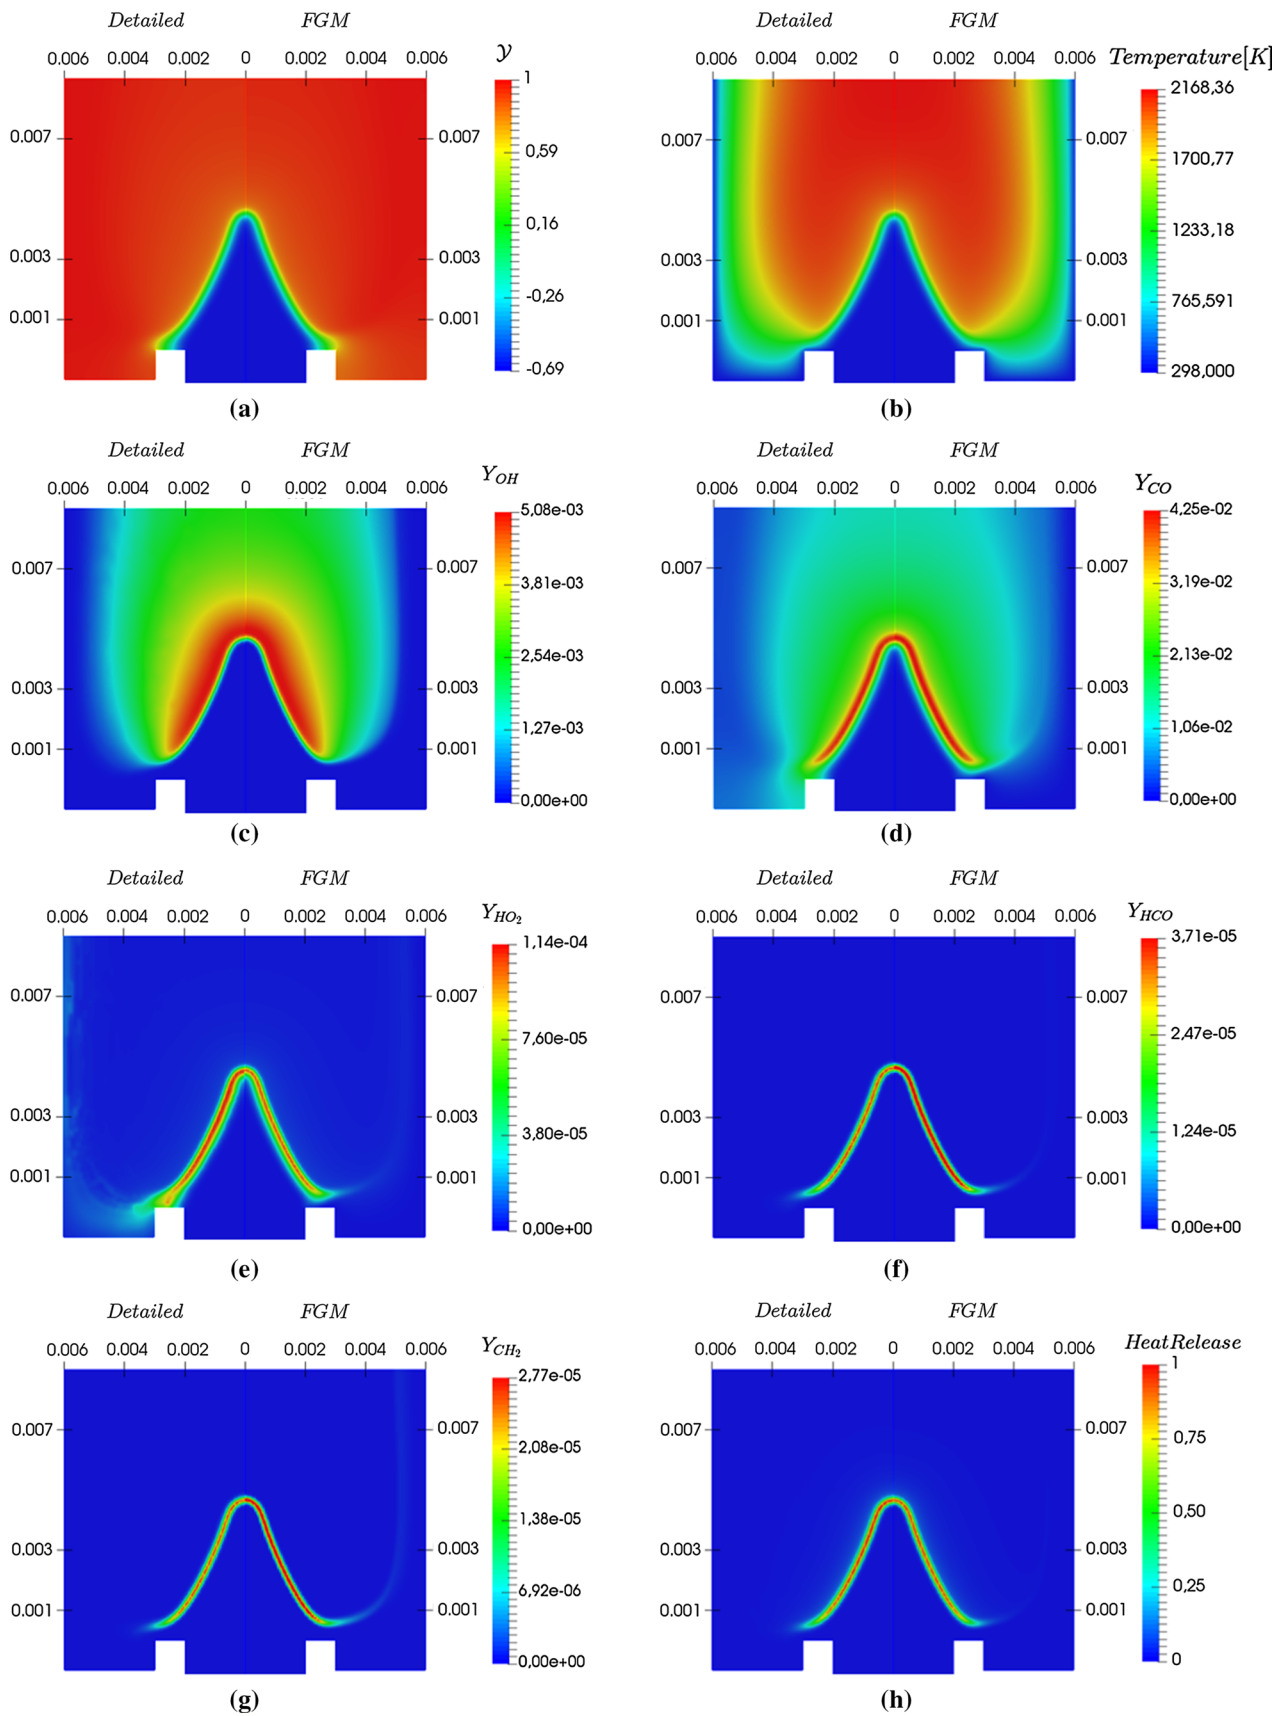 Detailed FGM
0.006 0.004 0.002 0 0.002 0.004 0.006
𝒴
1
0.007 0.007
0,59
0,16
0.003 0.003
-0,26
0.001 0.001
-0,69
(a)
Detailed FGM
0.006 0.004 0.002 0 0.002 0.004 0.006
Temperature[K]
2168,36
0.007 0.007
1700,77
1233,18
0.003 0.003
765,591
0.001 0.001
298,000
(b)
Detailed FGM
0.006 0.004 0.002 0 0.002 0.004 0.006
Y_OH
5,08e-03
0.007 0.007
3,81e-03
2,54e-03
0.003 0.003
1,27e-03
0.001 0.001
0,00e+00
(c)
Detailed FGM
0.006 0.004 0.002 0 0.002 0.004 0.006
Y_CO
4,25e-02
3,19e-02
0.007 0.007
2,13e-02
0.003 0.003
1,06e-02
0.001 0.001
0,00e+00
(d)
Detailed FGM
0.006 0.004 0.002 0 0.002 0.004 0.006
Y_HO₂
1,14e-04
0.007 0.007
7,60e-05
0.003 0.003
3,80e-05
0.001 0.001
0,00e+00
(e)
Detailed FGM
0.006 0.004 0.002 0 0.002 0.004 0.006
Y_HCO
3,71e-05
0.007 0.007
2,47e-05
0.003 0.003
1,24e-05
0.001 0.001
0,00e+00
(f)
Detailed FGM
0.006 0.004 0.002 0 0.002 0.004 0.006
Y_CH₂
2,77e-05
0.007 0.007
2,08e-05
1,38e-05
0.003 0.003
6,92e-06
0.001 0.001
0,00e+00
(g)
Detailed FGM
0.006 0.004 0.002 0 0.002 0.004 0.006
HeatRelease
1
0.007 0.007
0,75
0,50
0.003 0.003
0,25
0.001 0.001
0
(h)